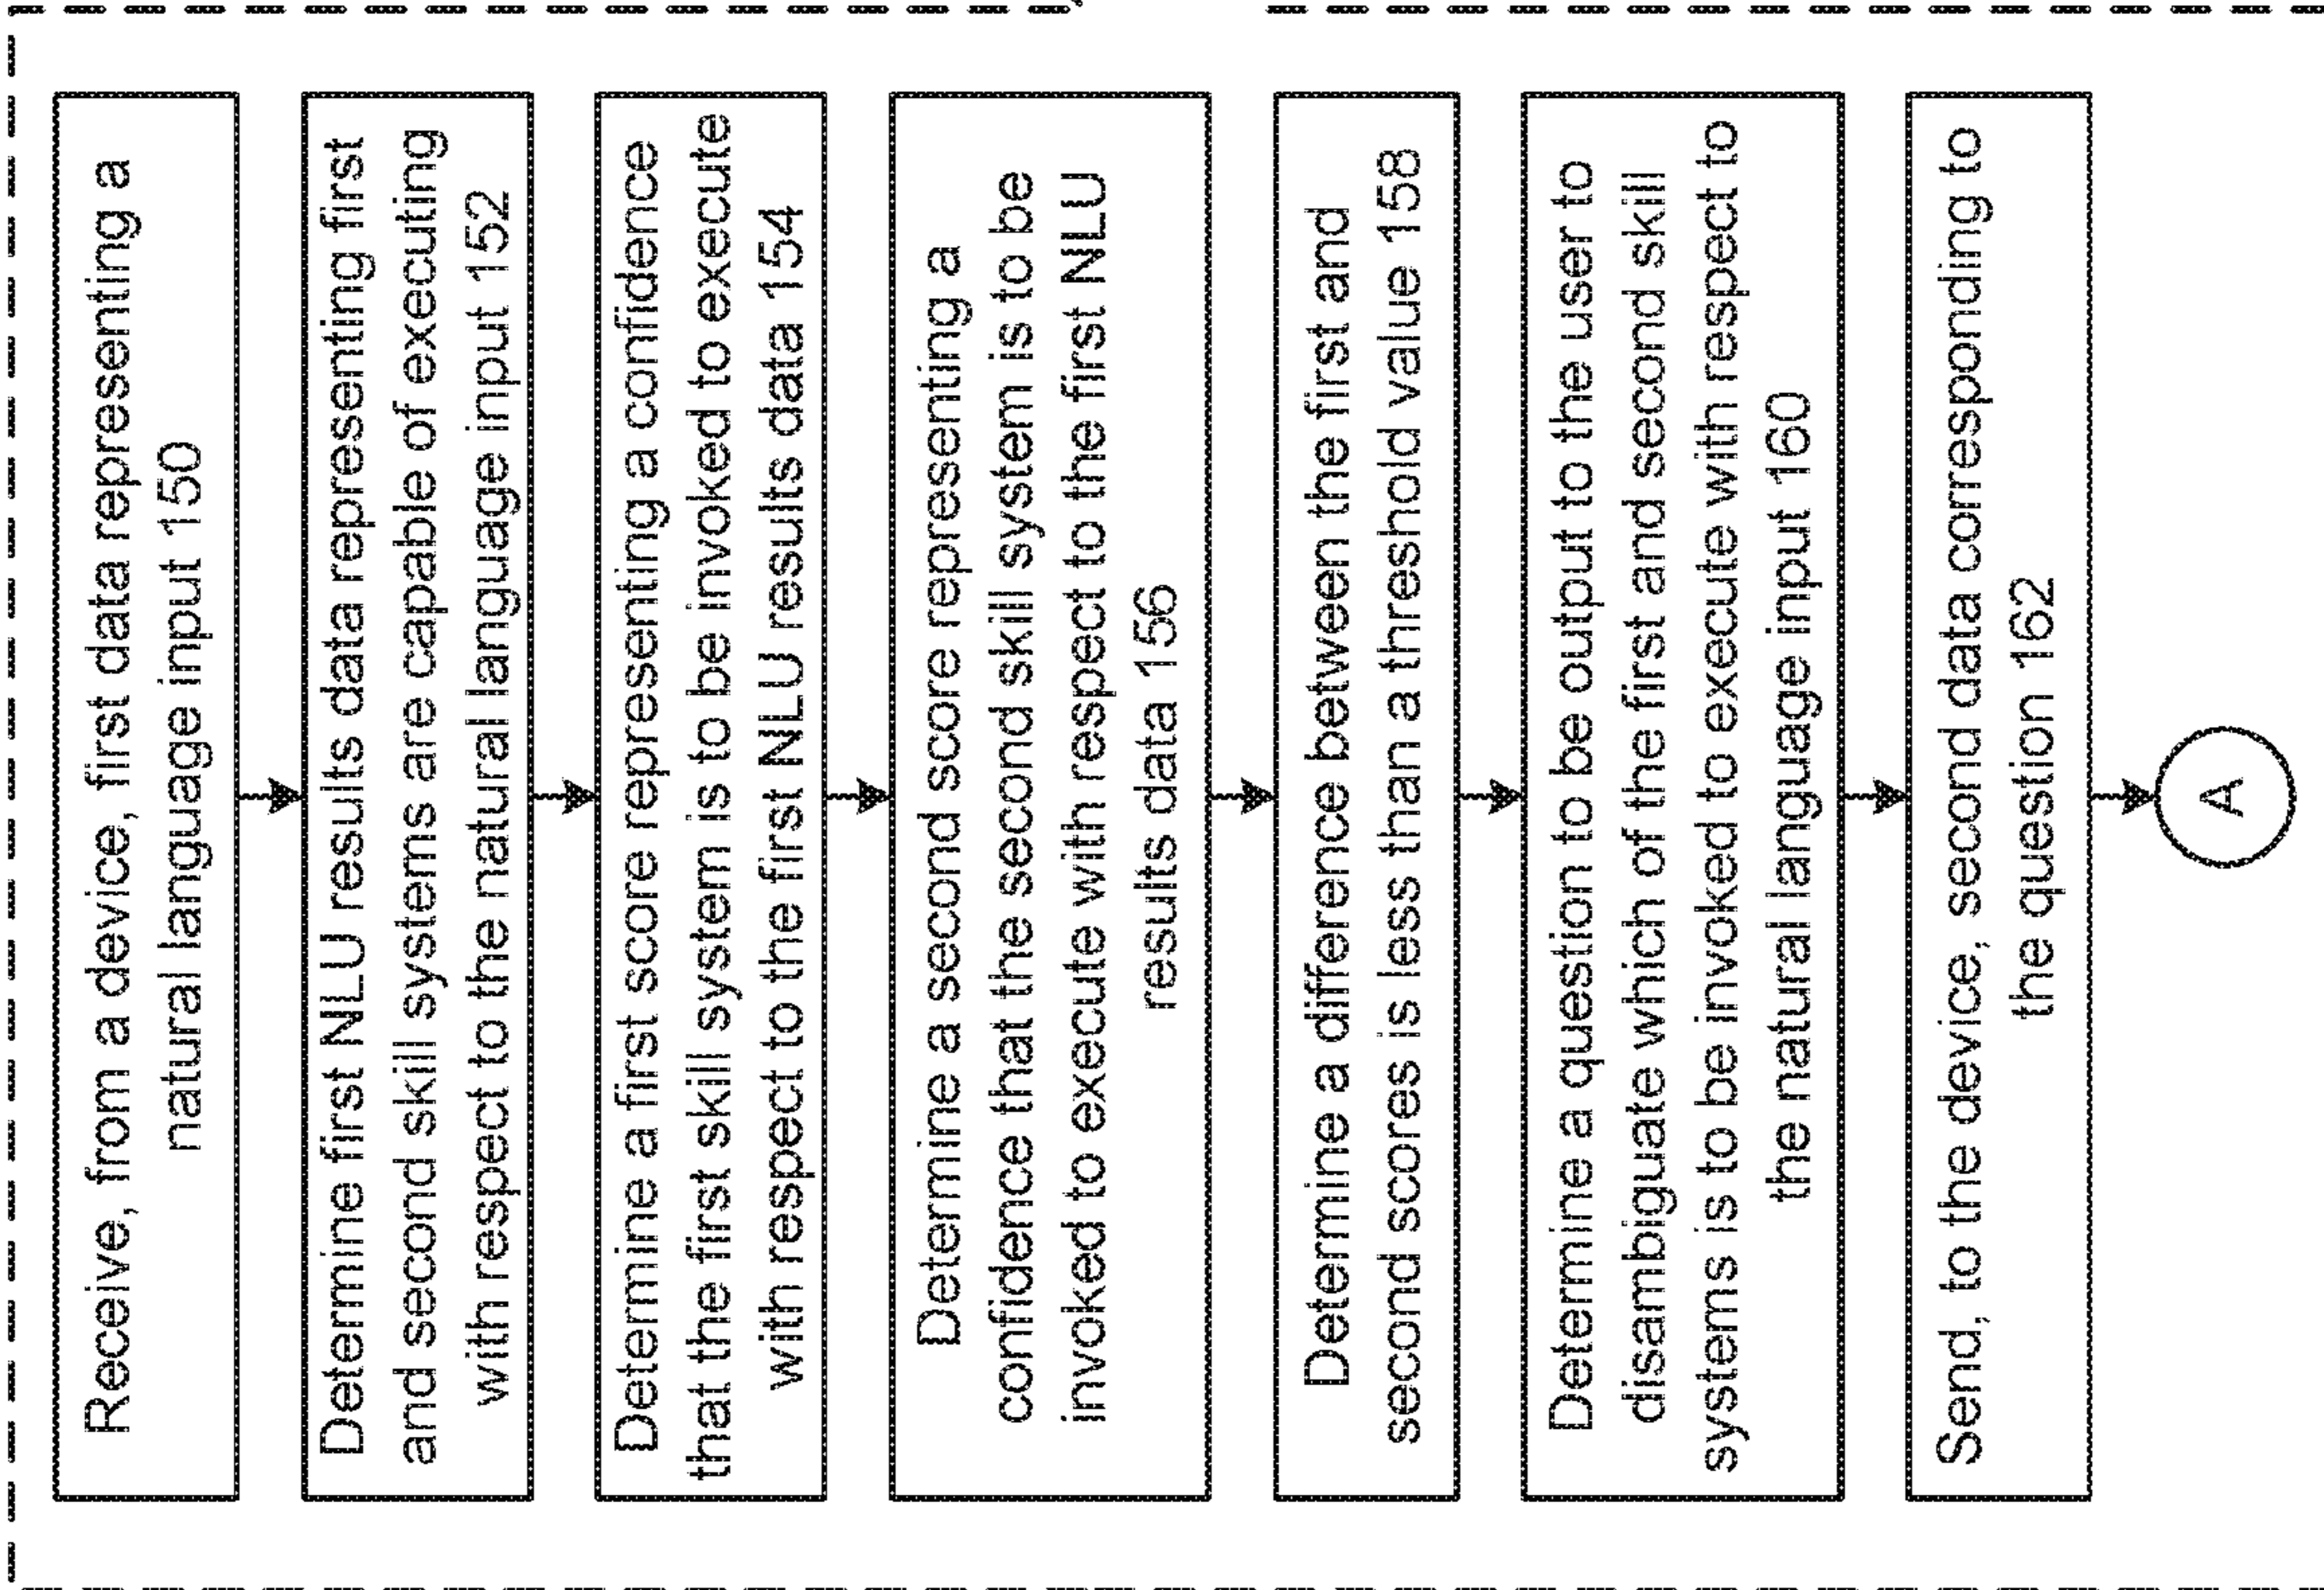 Receive, from a device, first data representing a
natural language input 150
Determine first NLU results data representing first
and second skill systems are capable of executing
with respect to the natural language input 152
Determine a first score representing a confidence
that the first skill system is to be invoked to execute
with respect to the first NLU results data 154
Determine a second score representing a
confidence that the second skill system is to be
invoked to execute with respect to the first NLU
results data 156
Determine a difference between the first and
second scores is less than a threshold value 158
Determine a question to be output to the user to
disambiguate which of the first and second skill
systems is to be invoked to execute with respect to
the natural language input 160
Send, to the device, second data corresponding to
the question 162
A